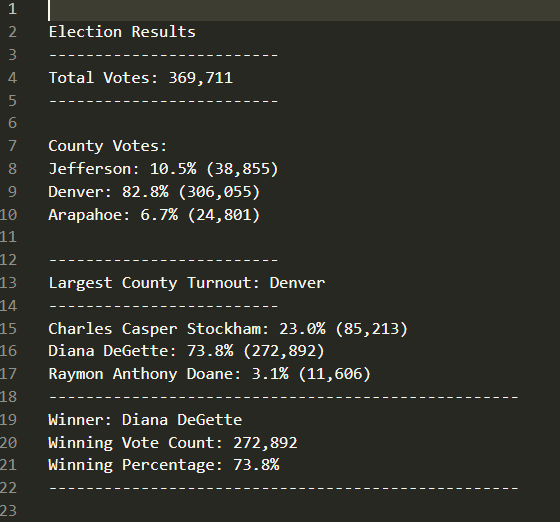 1
2 Election Results
3 -------------------------
4 Total Votes: 369,711
5 -------------------------
6
7 County Votes:
8 Jefferson: 10.5% (38,855)
9 Denver: 82.8% (306,055)
10 Arapahoe: 6.7% (24,801)
11
12 -------------------------
13 Largest County Turnout: Denver
14 -------------------------
15 Charles Casper Stockham: 23.0% (85,213)
16 Diana DeGette: 73.8% (272,892)
17 Raymon Anthony Doane: 3.1% (11,606)
18 ---------------------------------------------------
19 Winner: Diana DeGette
20 Winning Vote Count: 272,892
21 Winning Percentage: 73.8%
22 ---------------------------------------------------
23